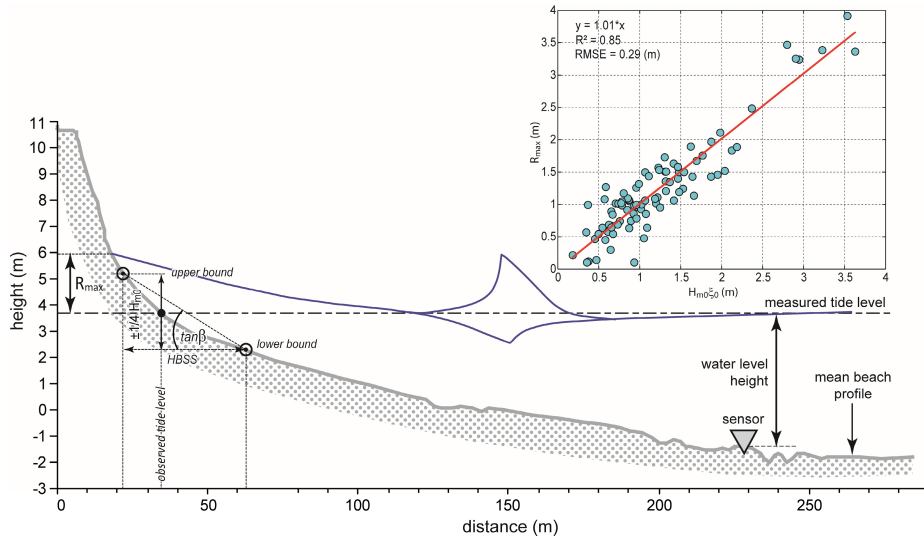 y = 1.01*x
R² = 0.85
RMSE = 0.29 (m)
4
3.5
3
2.5
2
1.5
1
0.5
0
R_max (m)
0 0.5 1 1.5 2 2.5 3 3.5 4
H_m0ξ_0 (m)
11
10
9
8
7
6
5
4
3
2
1
0
-1
-2
-3
height (m)
R_max
upper bound
±1/4)H_m0
tanβ
HBSS
lower bound
observed tide level
measured tide level
water level
height
mean beach
profile
sensor
0 50 100 150 200 250
distance (m)